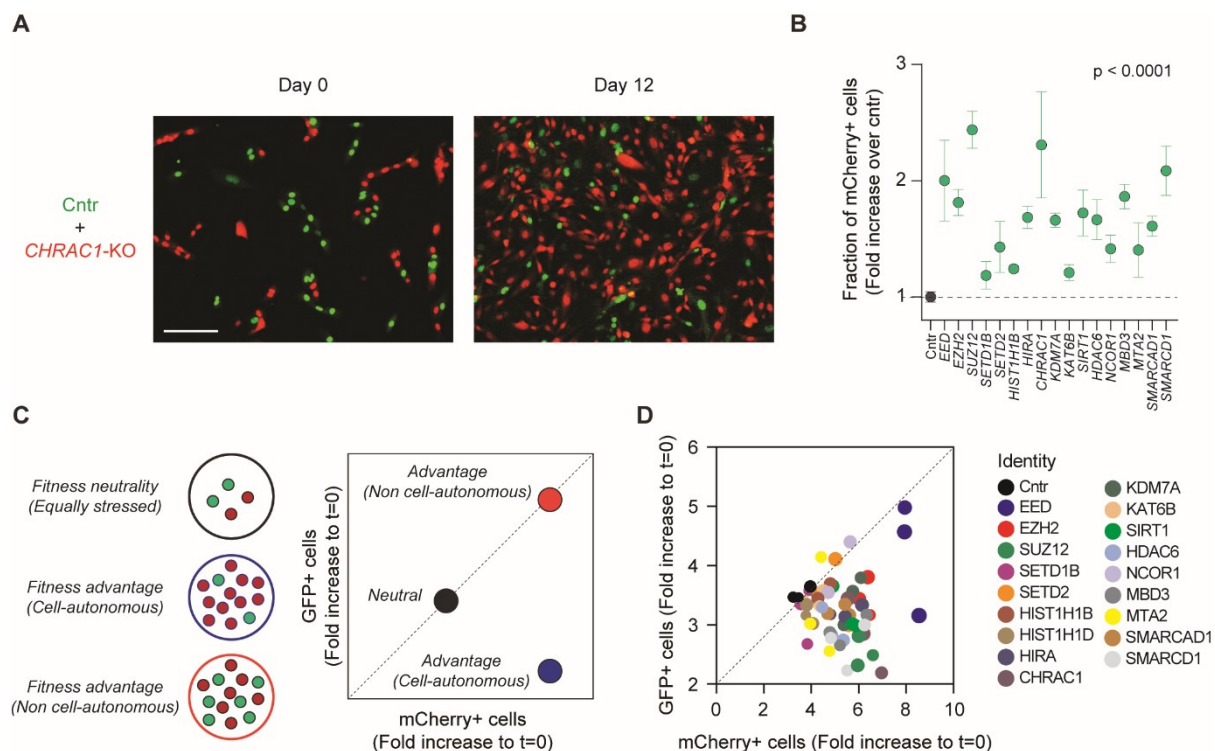 A
Day 0
Day 12
Cntr
+
CHRAC1-KO
B
Fraction of mCherry+ cells
(Fold increase over cntr)
3
2
1
p < 0.0001
Cntr
EED
EZH2
SUZ12
SETD1B
SETD2
HIST1H1B
HIRA
CHRAC1
KDM7A
KAT6B
SIRT1
HDAC6
NCOR1
MBD3
MTA2
SMARCAD1
SMARCD1
C
Fitness neutrality
(Equally stressed)
Fitness advantage
(Cell-autonomous)
Fitness advantage
(Non cell-autonomous)
GFP+ cells
(Fold increase to t=0)
Advantage
(Non cell-autonomous)
Neutral
Advantage
(Cell-autonomous)
mCherry+ cells
(Fold increase to t=0)
D
GFP+ cells (Fold increase to t=0)
6
5
4
3
2
0 2 4 6 8 10
mCherry+ cells (Fold increase to t=0)
Identity
Cntr
EED
EZH2
SUZ12
SETD1B
SETD2
HIST1H1B
HIST1H1D
HIRA
CHRAC1
KDM7A
KAT6B
SIRT1
HDAC6
NCOR1
MBD3
MTA2
SMARCAD1
SMARCD1